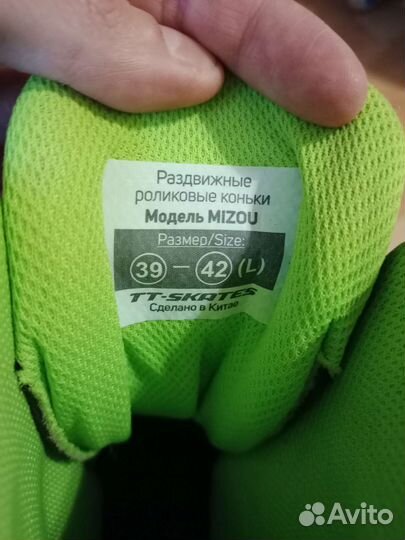 Раздвижные
роликовые коньки
Модель MIZOU
Размер/Size:
39 — 42 (L)
TT-SKATES
Сделано в Китае
Avito